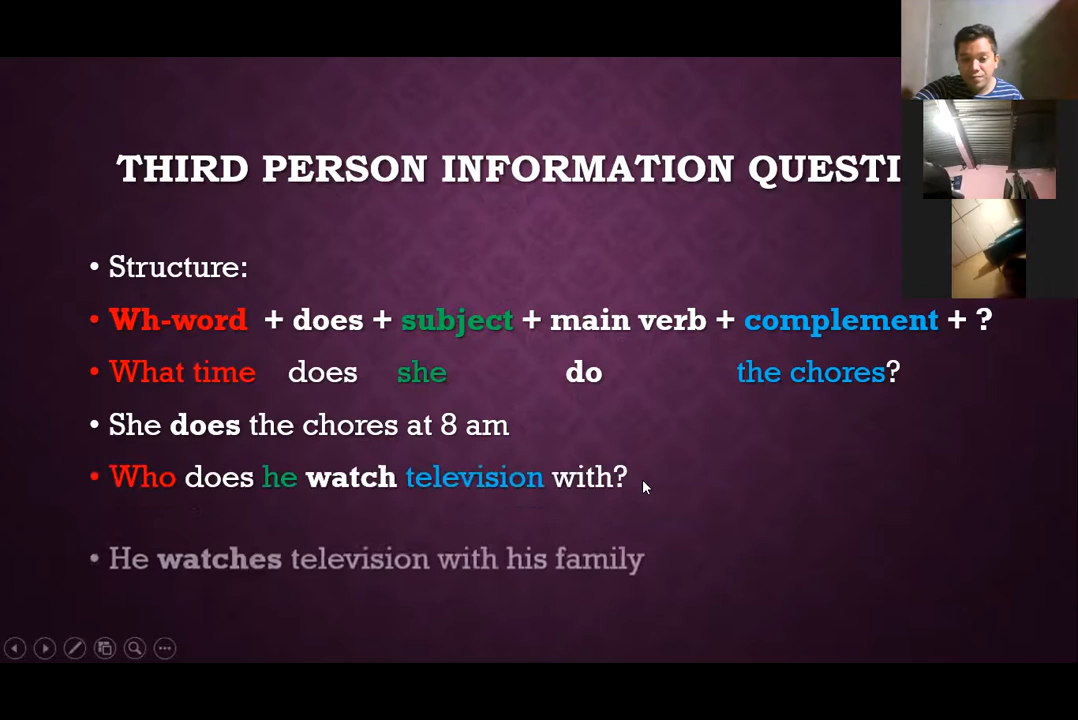 THIRD PERSON INFORMATION QUESTI
• Structure:
• Wh-word + does + subject + main verb + complement + ?
• What time does she do the chores?
• She does the chores at 8 am
• Who does he watch television with?
• He watches television with his family